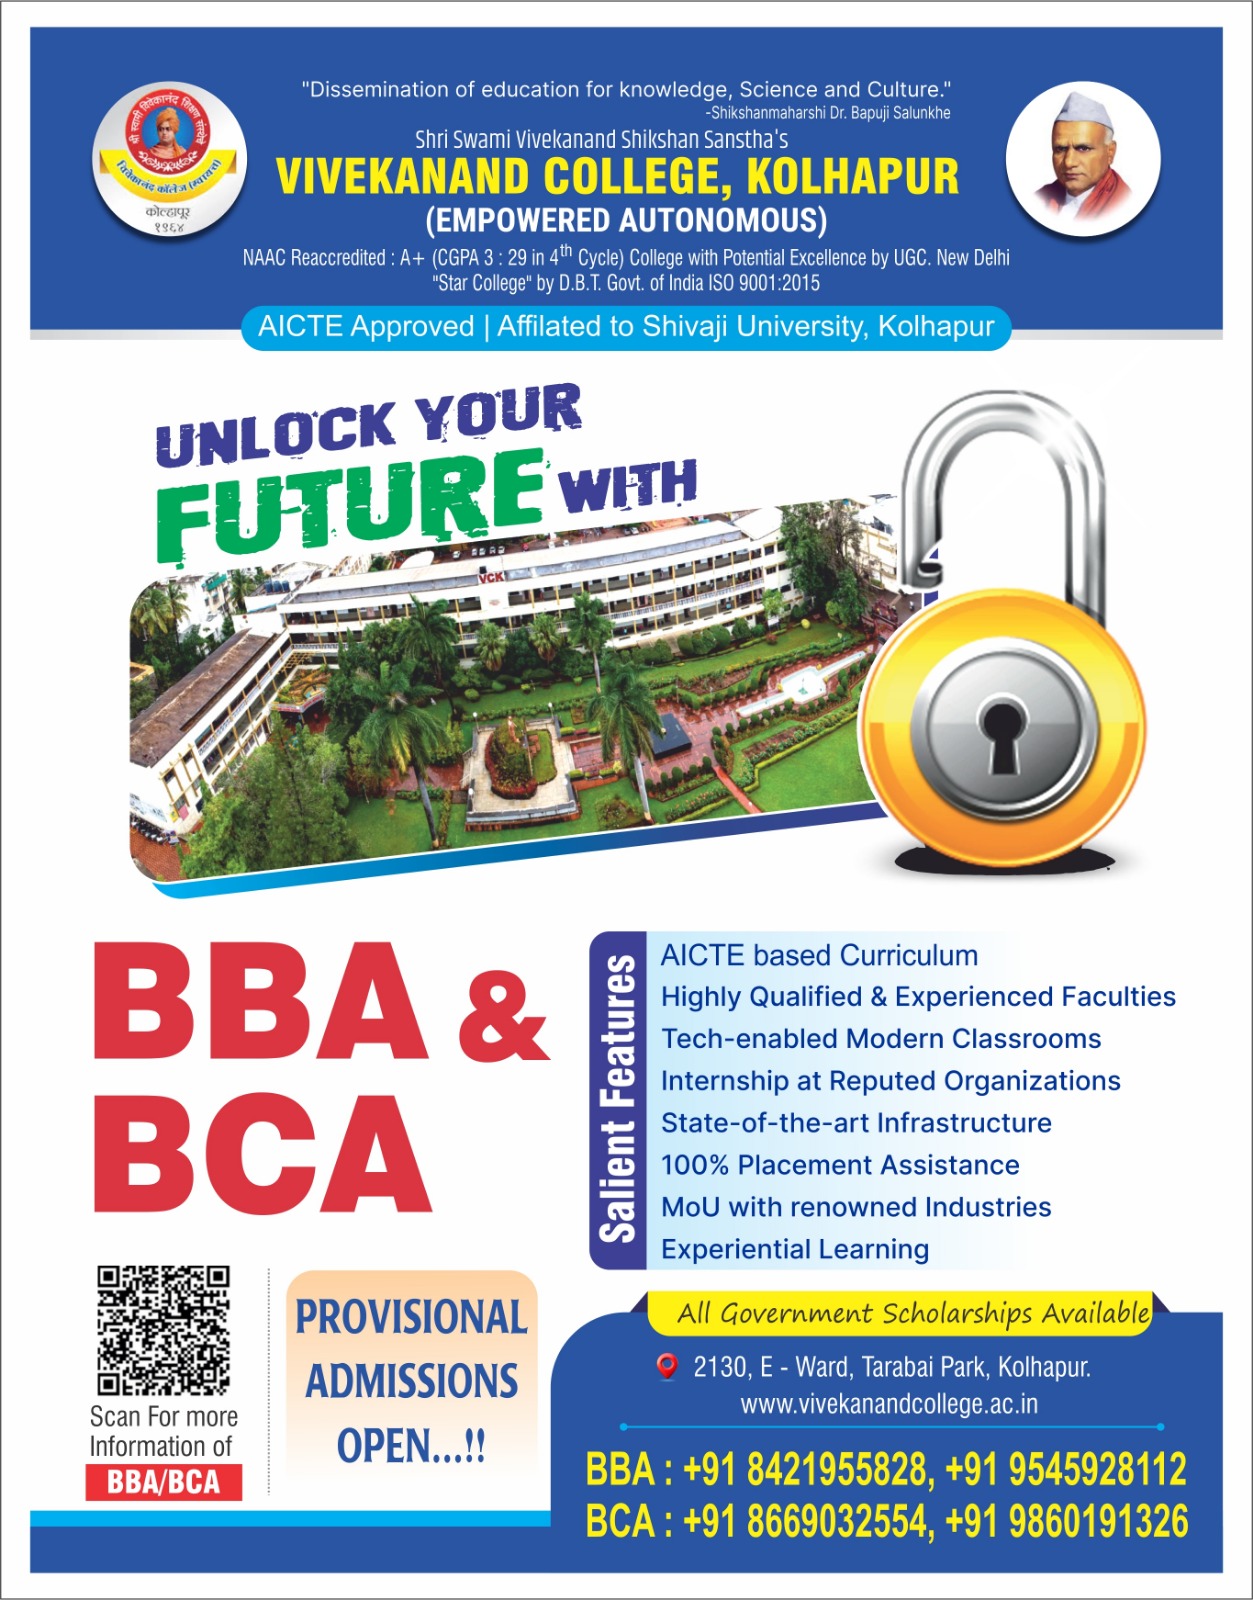 "Dissemination of education for knowledge, Science and Culture."
-Shikshanmaharshi Dr. Bapuji Salunkhe
Shri Swami Vivekanand Shikshan Sanstha's
VIVEKANAND COLLEGE, KOLHAPUR
(EMPOWERED AUTONOMOUS)
NAAC Reaccredited : A+ (CGPA 3 : 29 in 4th Cycle) College with Potential Excellence by UGC. New Delhi
"Star College" by D.B.T. Govt. of India ISO 9001:2015
श्री स्वामी विवेकानंद शिक्षण संस्थेचे
विवेकानंद कॉलेज (स्वायत्त)
कोल्हापूर
१९६४
AICTE Approved | Affilated to Shivaji University, Kolhapur
UNLOCK YOUR
FUTURE WITH
VCK
BBA &
BCA
Salient Features
AICTE based Curriculum
Highly Qualified & Experienced Faculties
Tech-enabled Modern Classrooms
Internship at Reputed Organizations
State-of-the-art Infrastructure
100% Placement Assistance
MoU with renowned Industries
Experiential Learning
Scan For more
Information of
BBA/BCA
PROVISIONAL
ADMISSIONS
OPEN...!!
All Government Scholarships Available
2130, E - Ward, Tarabai Park, Kolhapur.
www.vivekanandcollege.ac.in
BBA : +91 8421955828, +91 9545928112
BCA : +91 8669032554, +91 9860191326